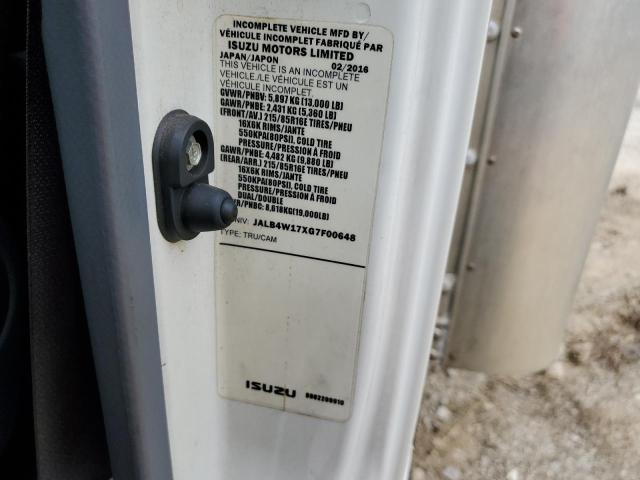 INCOMPLETE VEHICLE MFD BY/
VÉHICULE INCOMPLET FABRIQUÉ PAR
ISUZU MOTORS LIMITED
JAPAN/JAPON 02/2016
THIS VEHICLE IS AN INCOMPLETE
VEHICLE./LE VÉHICULE EST UN
VÉHICULE INCOMPLET.
GVWR/PNBV: 5,897 KG (13,000 LB)
GAWR/PNBE: 2,431 KG (5,360 LB)
(FRONT/AV.) 215/85R16E TIRES/PNEU
16X6K RIMS/JANTE
550KPA(80PSI), COLD TIRE
PRESSURE/PRESSION À FROID
GAWR/PNBE: 4,482 KG (9,880 LB)
(REAR/ARR.) 215/85R16E TIRES/PNEU
16X6K RIMS/JANTE
550KPA(80PSI), COLD TIRE
PRESSURE/PRESSION À FROID
DUAL/DOUBLE
R/PNBC: 8,618KG(19,000LB)
NIV: JALB4W17XG7F00648
TYPE: TRU/CAM
ISUZU 8982200010